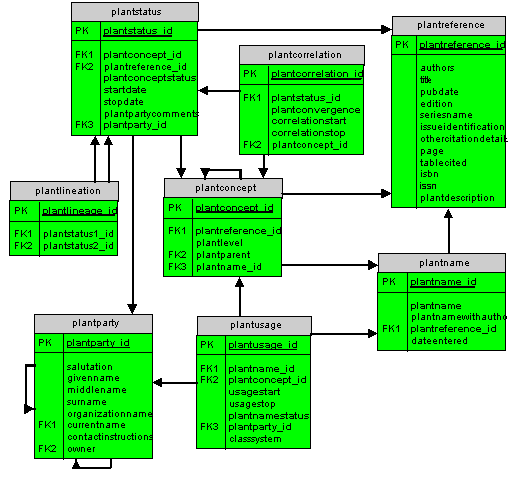 plantstatus
PK plantstatus_id
FK1 plantconcept_id
FK2 plantreference_id
plantconceptstatus
startdate
stopdate
plantpartycomments
FK3 plantparty_id
plantcorrelation
PK plantcorrelation_id
FK1 plantstatus_id
plantconvergence
correlationstart
correlationstop
FK2 plantconcept_id
plantreference
PK plantreference_id
authors
title
pubdate
edition
seriesname
issueidentification
othercitationdetails
page
tablecited
isbn
issn
plantdescription
plantlineation
PK plantlineage_id
FK1 plantstatus1_id
FK2 plantstatus2_id
plantconcept
PK plantconcept_id
FK1 plantreference_id
plantlevel
FK2 plantparent
FK3 plantname_id
plantname
PK plantname_id
plantname
plantnamewithautho
FK1 plantreference_id
dateentered
plantparty
PK plantparty_id
salutation
givenname
middlename
surname
organizationname
FK1 currentname
contactinstructions
FK2 owner
plantusage
PK plantusage_id
FK1 plantname_id
FK2 plantconcept_id
usagestart
usagestop
plantnamestatus
FK3 plantparty_id
classsystem